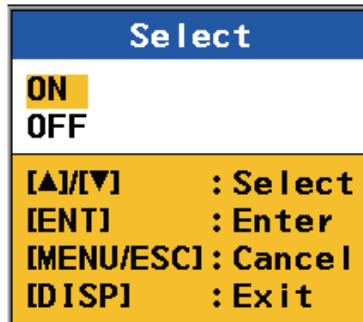 Select
ON
OFF
[▲]/[▼] : Select
[ENT] : Enter
[MENU/ESC] : Cancel
[DISP] : Exit